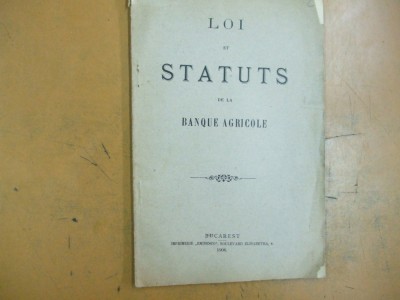 LOI
ET
STATUTS
DE LA
BANQUE AGRICOLE
BUCAREST